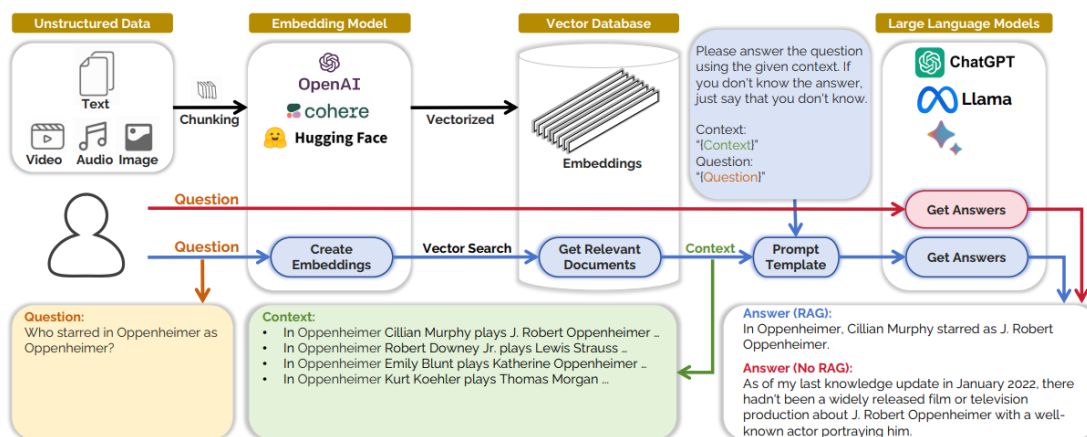 Unstructured Data
Embedding Model
Vector Database
Large Language Models
Text
Video
Audio
Image
Chunking
OpenAI
cohere
Hugging Face
Vectorized
Embeddings
Please answer the question
using the given context. If
you don't know the answer,
just say that you don't know.
Context:
"{Context}"
Question:
"{Question}"
ChatGPT
Llama
Question
Get Answers
Question
Create
Embeddings
Vector Search
Get Relevant
Documents
Context
Prompt
Template
Get Answers
Question:
Who starred in Oppenheimer as
Oppenheimer?
Context:
• In Oppenheimer Cillian Murphy plays J. Robert Oppenheimer ...
• In Oppenheimer Robert Downey Jr. plays Lewis Strauss ...
• In Oppenheimer Emily Blunt plays Katherine Oppenheimer ...
• In Oppenheimer Kurt Koehler plays Thomas Morgan ...
Answer (RAG):
In Oppenheimer, Cillian Murphy starred as J. Robert
Oppenheimer.
Answer (No RAG):
As of my last knowledge update in January 2022, there
hadn't been a widely released film or television
production about J. Robert Oppenheimer with a well-
known actor portraying him.